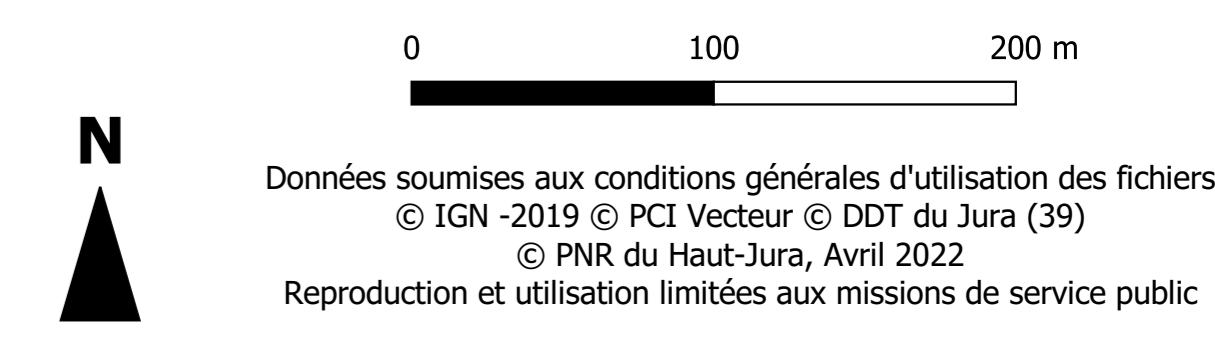 0 100 200 m
N
Données soumises aux conditions générales d'utilisation des fichiers
© IGN -2019 © PCI Vecteur © DDT du Jura (39)
© PNR du Haut-Jura, Avril 2022
Reproduction et utilisation limitées aux missions de service public